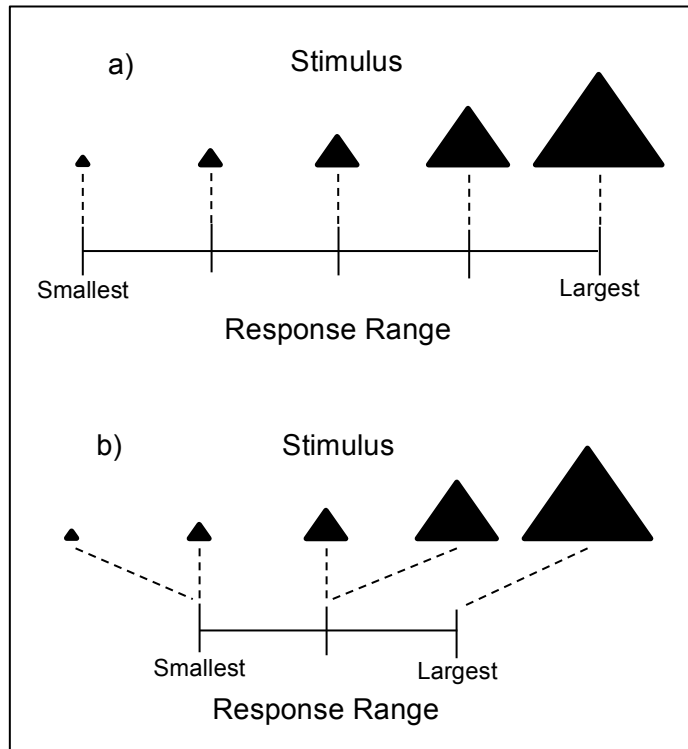 a) Stimulus
Smallest Largest
Response Range
b) Stimulus
Smallest Largest
Response Range